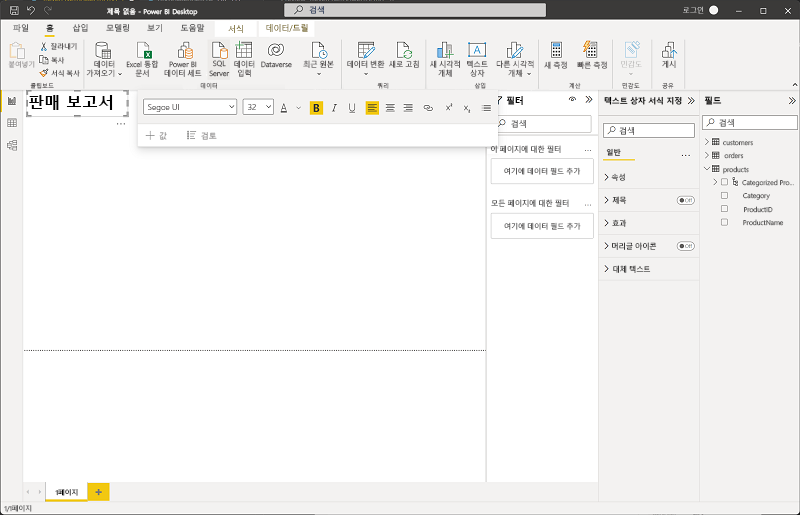 제목 없음 - Power BI Desktop
검색
로그인
파일 홈 삽입 모델링 보기 도움말 서식 데이터/드릴
붙여넣기
잘라내기
복사
서식 복사
데이터 가져오기
Excel 통합 문서
Power BI 데이터 세트
SQL Server
데이터 입력
Dataverse
최근 원본
데이터 변환
새로 고침
새 시각적 개체
텍스트 상자
다른 시각적 개체
새 측정
빠른 측정
민감도
게시
클립보드 데이터 쿼리 삽입 계산 민감도 공유
판매 보고서
...
Segoe UI 32 A B I U x² x₂
+ 값 검토
필터
검색
이 페이지에 대한 필터 ...
여기에 데이터 필드 추가
모든 페이지에 대한 필터 ...
여기에 데이터 필드 추가
텍스트 상자 서식 지정
검색
일반 ...
속성
제목 Off
효과
머리글 아이콘 Off
대체 텍스트
필드
검색
customers
orders
products
Categorized Pro...
Category
ProductID
ProductName
1페이지 +
1/1페이지